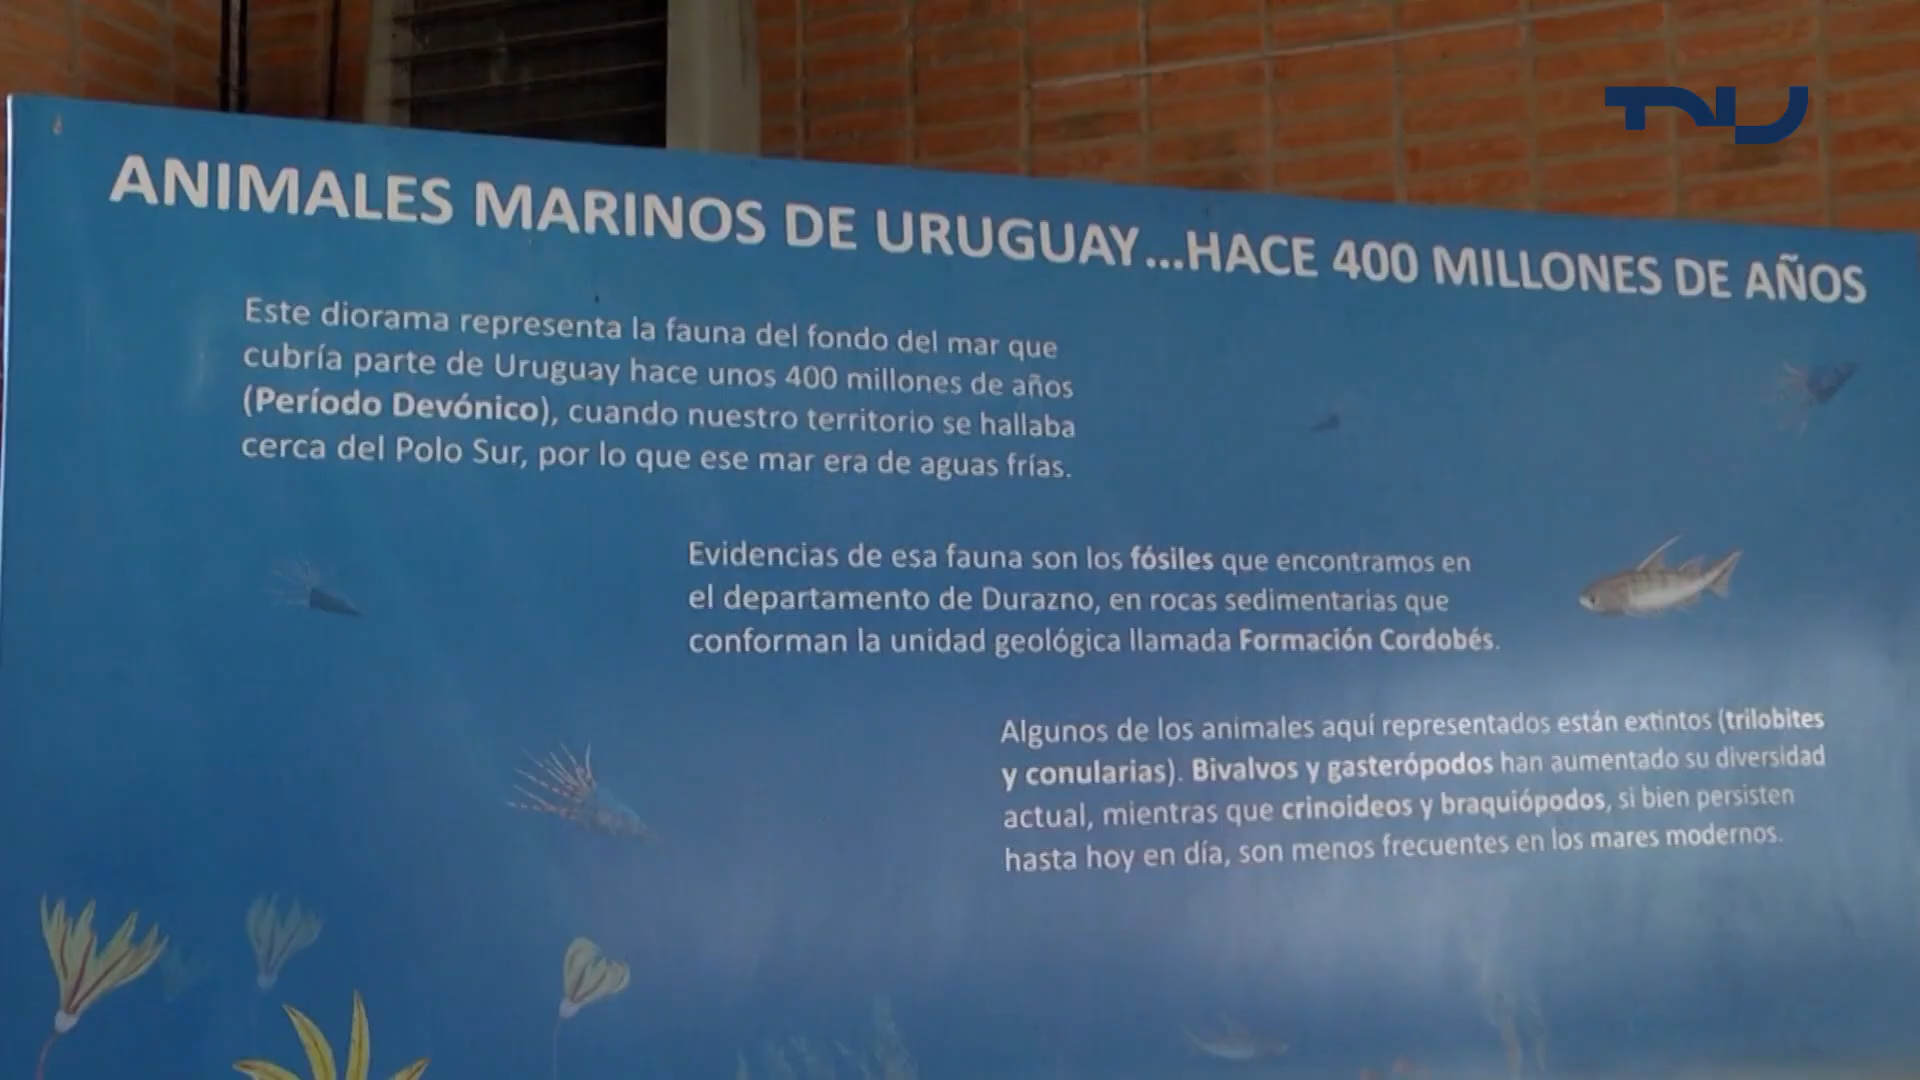 TNU
ANIMALES MARINOS DE URUGUAY...HACE 400 MILLONES DE AÑOS
Este diorama representa la fauna del fondo del mar que
cubría parte de Uruguay hace unos 400 millones de años
(Período Devónico), cuando nuestro territorio se hallaba
cerca del Polo Sur, por lo que ese mar era de aguas frías.
Evidencias de esa fauna son los fósiles que encontramos en
el departamento de Durazno, en rocas sedimentarias que
conforman la unidad geológica llamada Formación Cordobés.
Algunos de los animales aquí representados están extintos (trilobites
y conularias). Bivalvos y gasterópodos han aumentado su diversidad
actual, mientras que crinoideos y braquiópodos, si bien persisten
hasta hoy en día, son menos frecuentes en los mares modernos.